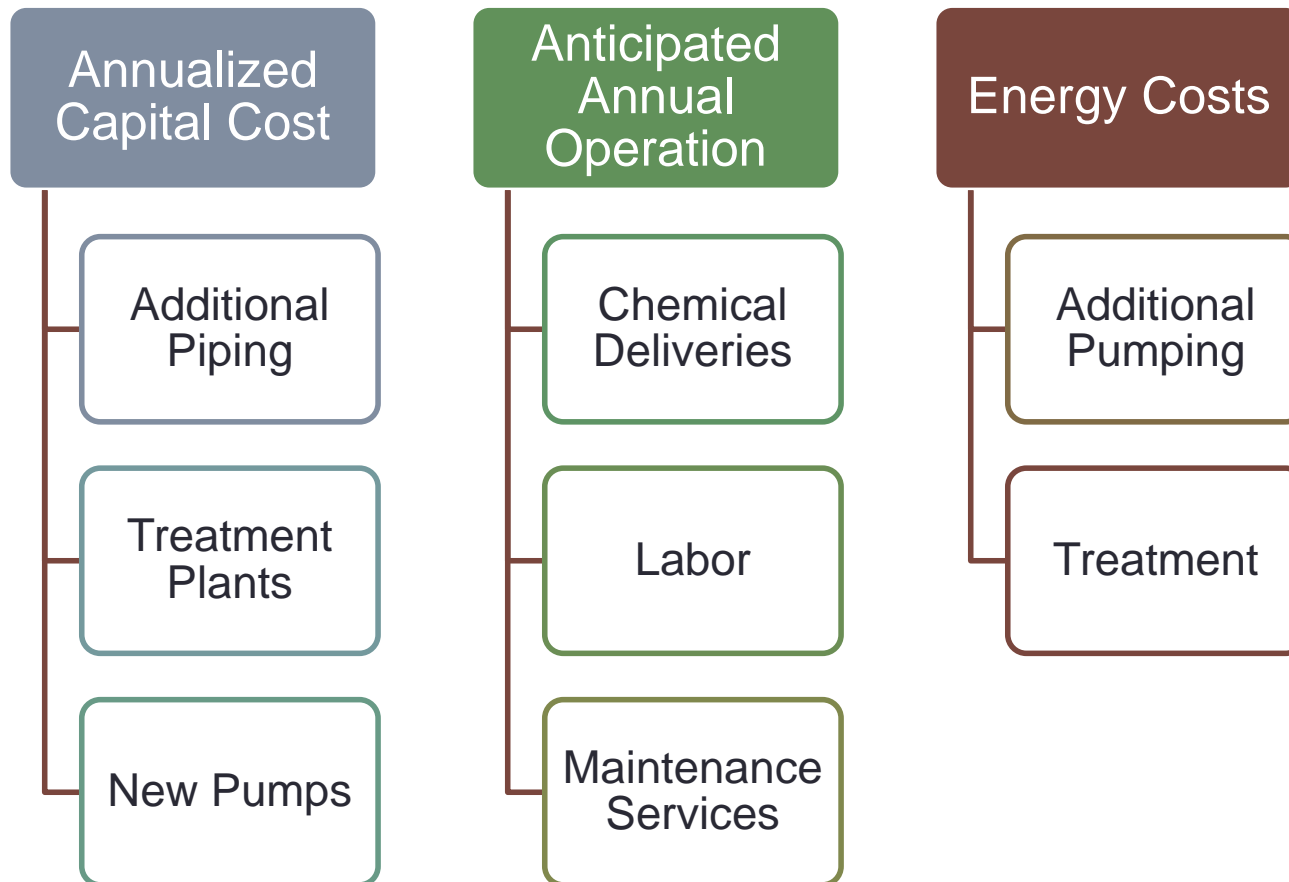 Annualized
Capital Cost
Additional
Piping
Treatment
Plants
New Pumps
Anticipated
Annual
Operation
Chemical
Deliveries
Labor
Maintenance
Services
Energy Costs
Additional
Pumping
Treatment